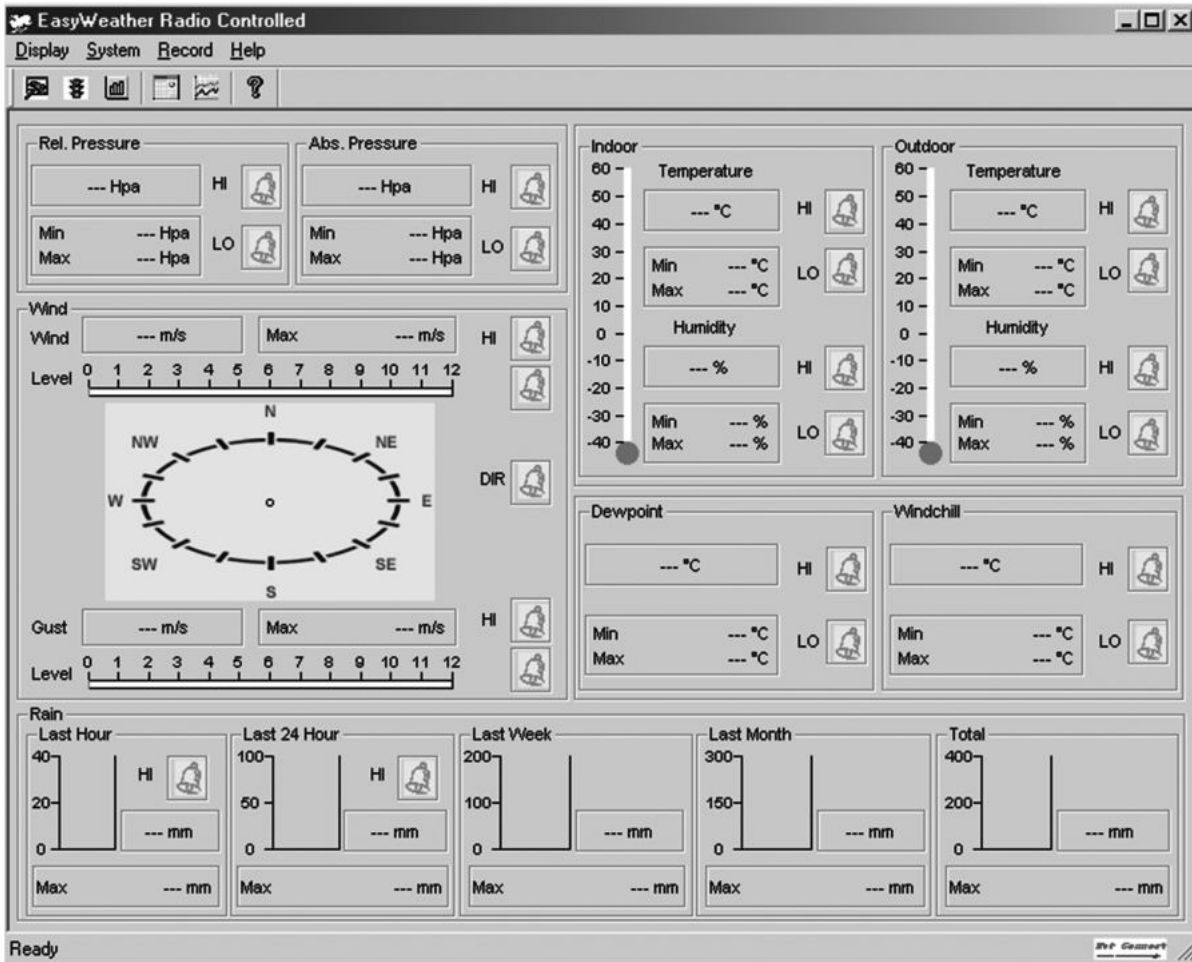 EasyWeather Radio Controlled
Display System Record Help
Rel. Pressure
--- Hpa HI
Min --- Hpa
Max --- Hpa
LO
Abs. Pressure
--- Hpa HI
Min --- Hpa
Max --- Hpa
LO
Wind
Wind --- m/s Max --- m/s HI
Level 0 1 2 3 4 5 6 7 8 9 10 11 12
N
NW NE
W E
DIR
SW SE
S
Gust --- m/s Max --- m/s HI
Level 0 1 2 3 4 5 6 7 8 9 10 11 12
Indoor
60
50
40
30
20
10
0
-10
-20
-30
-40
Temperature
--- °C HI
Min --- °C
Max --- °C
LO
Humidity
--- % HI
Min --- %
Max --- %
LO
Outdoor
60
50
40
30
20
10
0
-10
-20
-30
-40
Temperature
--- °C HI
Min --- °C
Max --- °C
LO
Humidity
--- % HI
Min --- %
Max --- %
LO
Dewpoint
--- °C HI
Min --- °C
Max --- °C
LO
Windchill
--- °C HI
Min --- °C
Max --- °C
LO
Rain
Last Hour
40
20
0
HI
--- mm
Max --- mm
Last 24 Hour
100
50
0
HI
--- mm
Max --- mm
Last Week
200
100
0
--- mm
Max --- mm
Last Month
300
150
0
--- mm
Max --- mm
Total
400
200
0
--- mm
Max --- mm
Ready
Not Connect